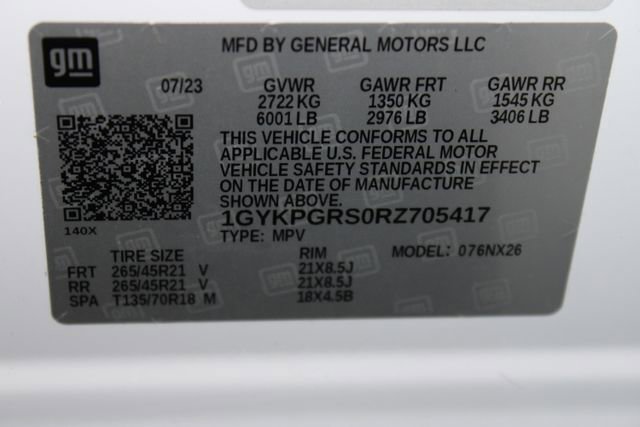 gm
MFD BY GENERAL MOTORS LLC
07/23 GVWR GAWR FRT GAWR RR
2722 KG 1350 KG 1545 KG
6001 LB 2976 LB 3406 LB
THIS VEHICLE CONFORMS TO ALL
APPLICABLE U.S. FEDERAL MOTOR
VEHICLE SAFETY STANDARDS IN EFFECT
ON THE DATE OF MANUFACTURE
SHOWN ABOVE.
140X
1GYKPGRS0RZ705417
TYPE: MPV
MODEL: 076NX26
TIRE SIZE RIM
FRT 265/45R21 V 21X8.5J
RR 265/45R21 V 21X8.5J
SPA T135/70R18 M 18X4.5B